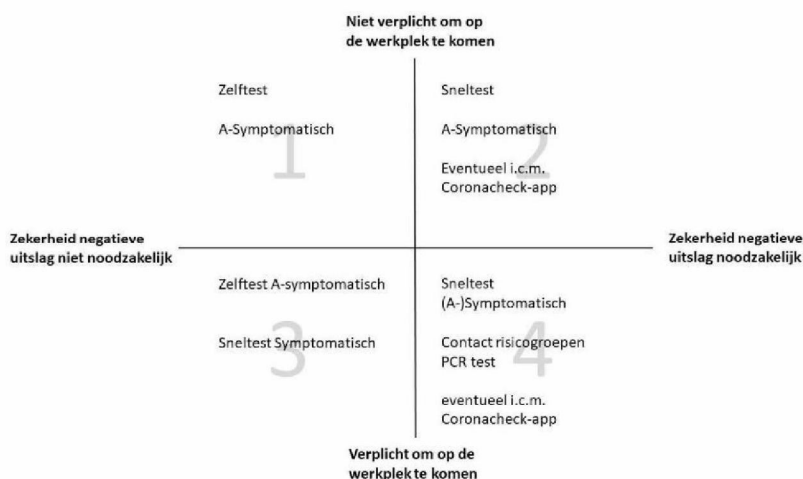 Niet verplicht om op
de werkplek te komen
Zelftest
A-Symptomatisch
1
Sneltest
A-Symptomatisch
Eventueel i.c.m.
Coronacheck-app
2
Zekerheid negatieve
uitslag niet noodzakelijk
Zekerheid negatieve
uitslag noodzakelijk
Zelftest A-symptomatisch
Sneltest Symptomatisch
3
Sneltest
(A-)Symptomatisch
Contact risicogroepen
PCR test
eventueel i.c.m.
Coronacheck-app
4
Verplicht om op de
werkplek te komen